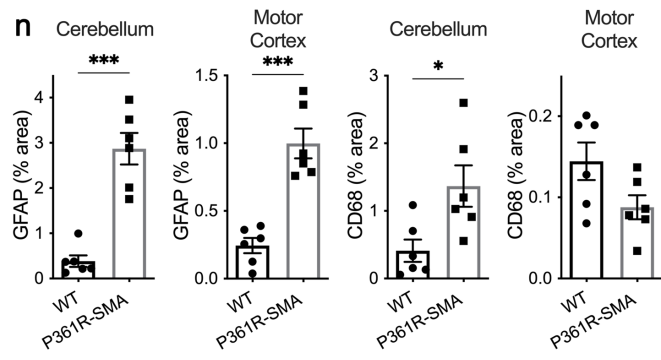 n
Cerebellum
***
GFAP (% area)
4
3
2
1
0
WT
P361R-SMA
Motor
Cortex
***
GFAP (% area)
1.5
1.0
0.5
0.0
WT
P361R-SMA
Cerebellum
*
CD68 (% area)
3
2
1
0
WT
P361R-SMA
Motor
Cortex
CD68 (% area)
0.2
0.1
0.0
WT
P361R-SMA